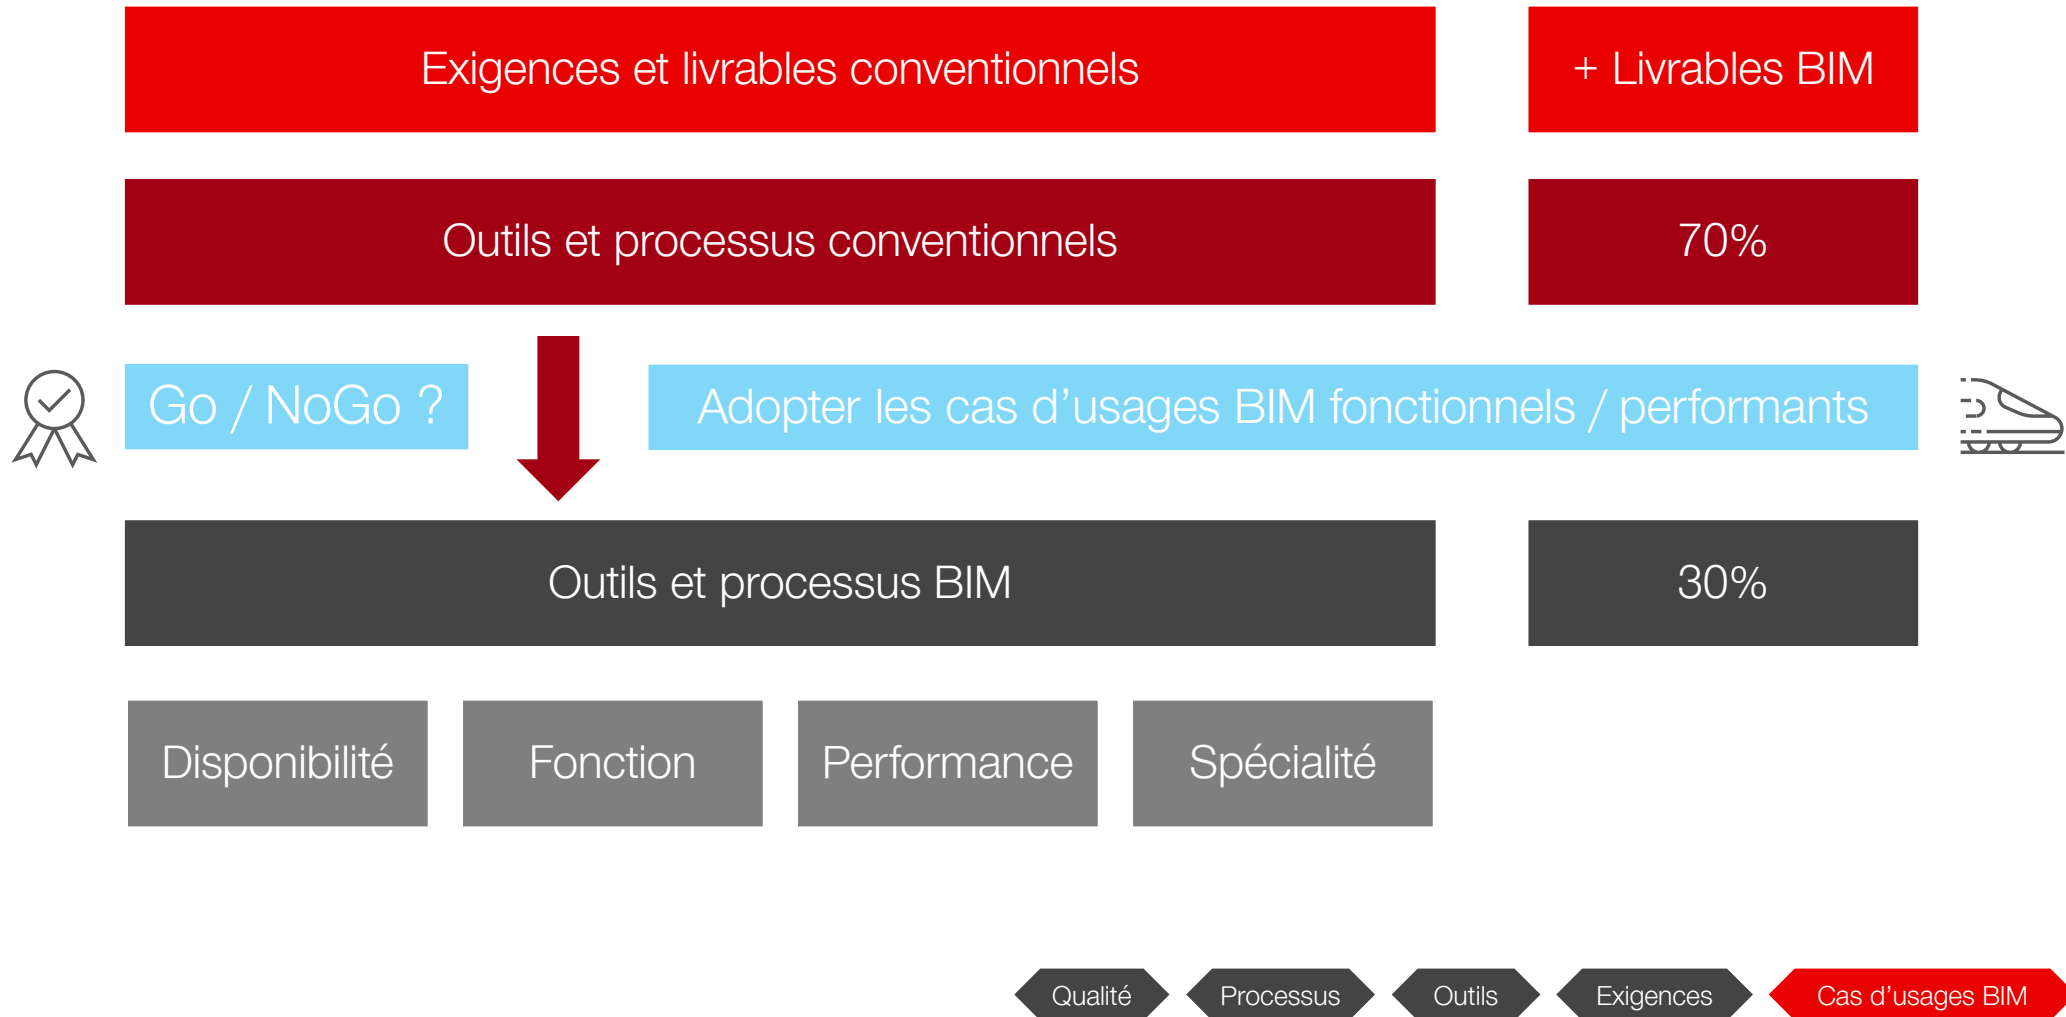 Exigences et livrables conventionnels
+ Livrables BIM
Outils et processus conventionnels
70%
Go / NoGo ?
Adopter les cas d’usages BIM fonctionnels / performants
Outils et processus BIM
30%
Disponibilité
Fonction
Performance
Spécialité
Qualité
Processus
Outils
Exigences
Cas d’usages BIM